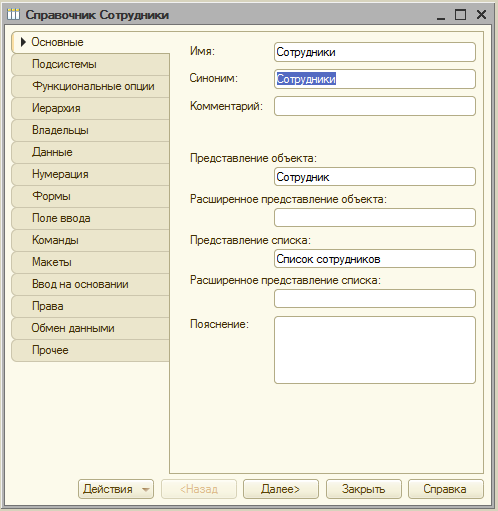 Справочник Сотрудники
Основные
Подсистемы
Функциональные опции
Иерархия
Владельцы
Данные
Нумерация
Формы
Поле ввода
Команды
Макеты
Ввод на основании
Права
Обмен данными
Прочее
Имя: Сотрудники
Синоним: Сотрудники
Комментарий:
Представление объекта:
Сотрудник
Расширенное представление объекта:
Представление списка:
Список сотрудников
Расширенное представление списка:
Пояснение:
Действия <Назад Далее> Закрыть Справка